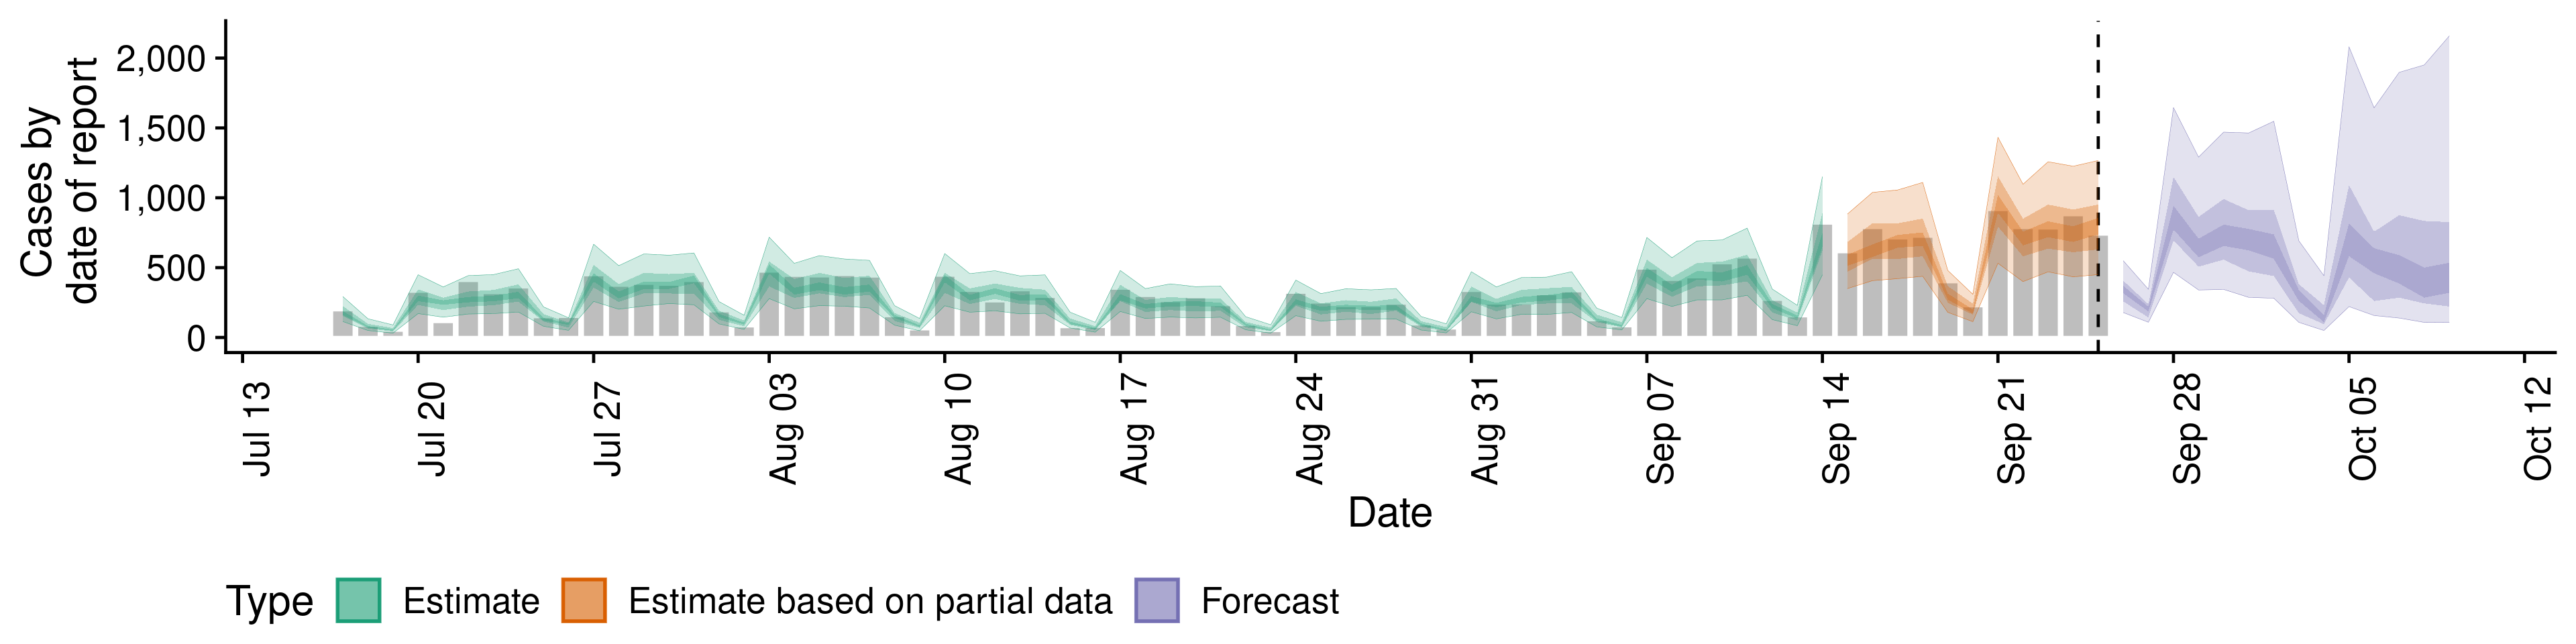 Cases by
date of report
2,000
1,500
1,000
500
0
Jul 13
Jul 20
Jul 27
Aug 03
Aug 10
Aug 17
Aug 24
Aug 31
Sep 07
Sep 14
Sep 21
Sep 28
Oct 05
Oct 12
Date
Type
Estimate
Estimate based on partial data
Forecast